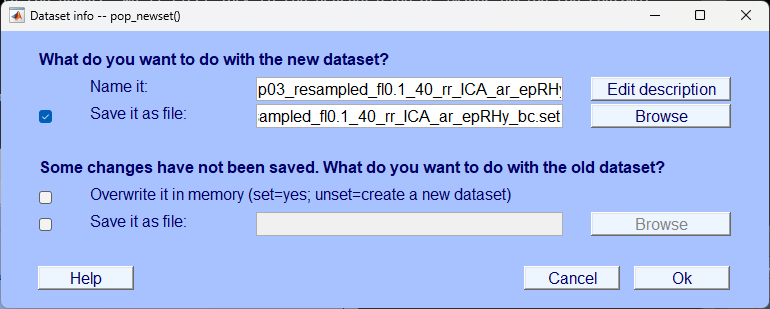 Dataset info -- pop_newset()
What do you want to do with the new dataset?
Name it: p03_resampled_fl0.1_40_rr_ICA_ar_epRHy Edit description
Save it as file: ampled_fl0.1_40_rr_ICA_ar_epRHy_bc.set Browse
Some changes have not been saved. What do you want to do with the old dataset?
Overwrite it in memory (set=yes; unset=create a new dataset)
Save it as file: Browse
Help Cancel Ok